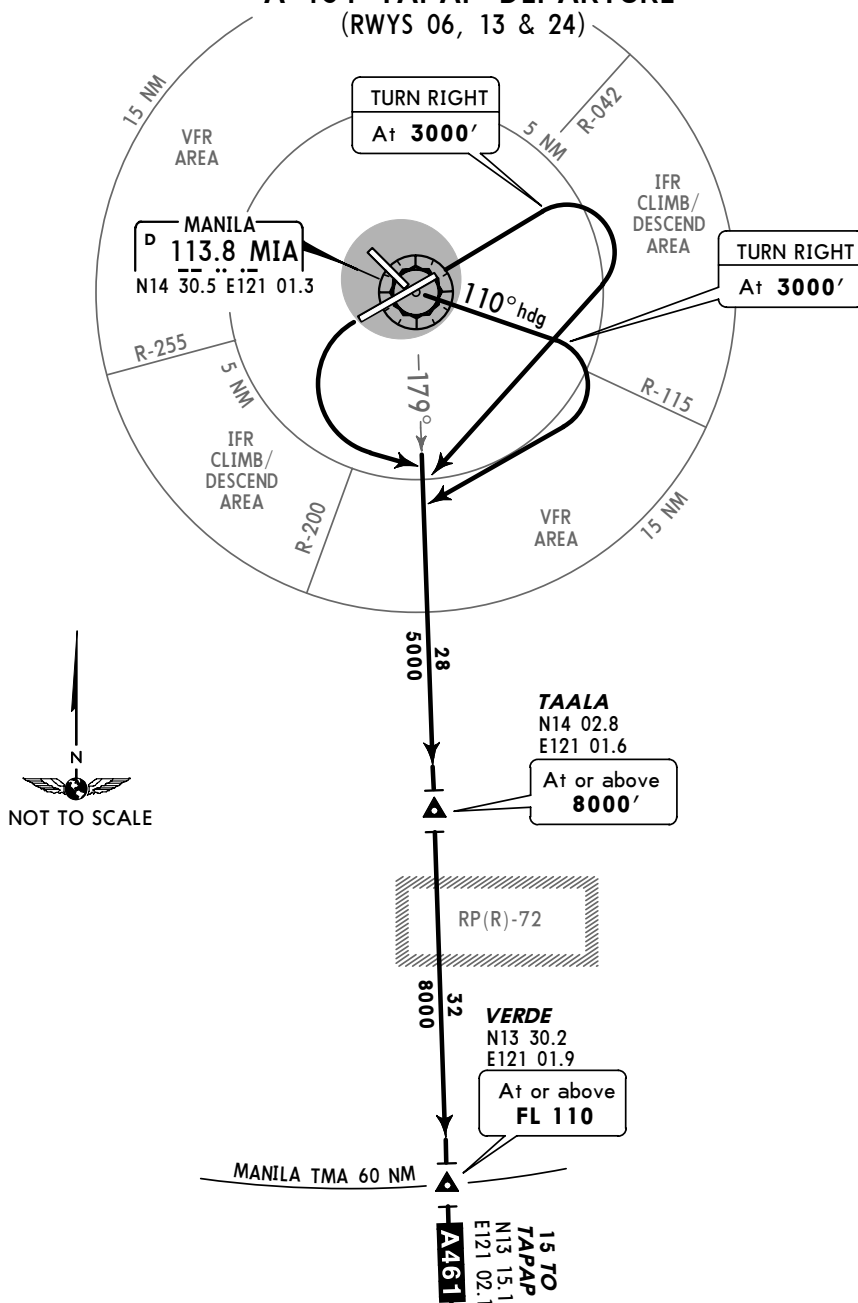 TAPAP DEPARTURE
(RWYS 06, 13 & 24)
15 NM
VFR
AREA
TURN RIGHT
At 3000'
5 NM
R-042
IFR
CLIMB/
DESCEND
AREA
MANILA
D 113.8 MIA
N14 30.5 E121 01.3
TURN RIGHT
At 3000'
110° hdg
R-255
5 NM
179°
R-115
IFR
CLIMB/
DESCEND
AREA
R-200
VFR
AREA
15 NM
28
5000
N
NOT TO SCALE
TAALA
N14 02.8
E121 01.6
At or above
8000'
RP(R)-72
32
8000
VERDE
N13 30.2
E121 01.9
At or above
FL 110
MANILA TMA 60 NM
A461
15 TO
TAPAP
N13 15.1
E121 02.1